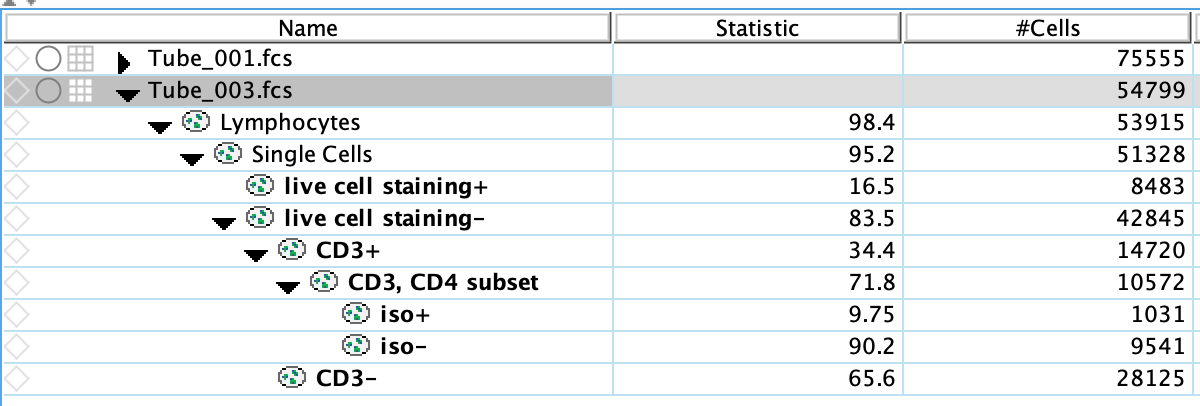 Name Statistic #Cells
Tube_001.fcs 75555
Tube_003.fcs 54799
Lymphocytes 98.4 53915
Single Cells 95.2 51328
live cell staining+ 16.5 8483
live cell staining- 83.5 42845
CD3+ 34.4 14720
CD3, CD4 subset 71.8 10572
iso+ 9.75 1031
iso- 90.2 9541
CD3- 65.6 28125